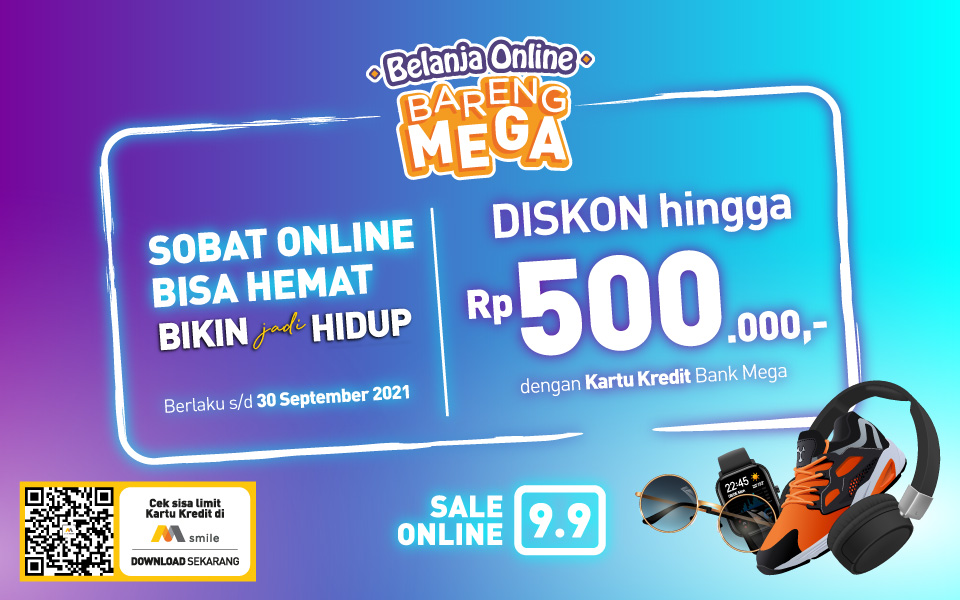 Belanja Online
BARENG
MEGA
SOBAT ONLINE
BISA HEMAT
BIKIN jadi HIDUP
Berlaku s/d 30 September 2021
DISKON hingga
Rp500.000,-
dengan Kartu Kredit Bank Mega
Cek sisa limit
Kartu Kredit di
smile
DOWNLOAD SEKARANG
SALE
ONLINE
9.9
22:45